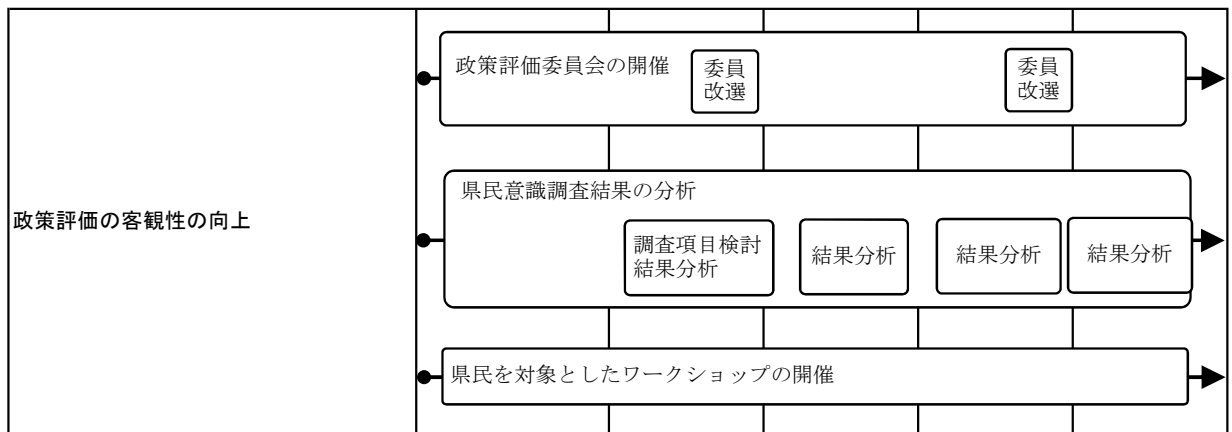 政策評価の客観性の向上
政策評価委員会の開催
委員
改選
委員
改選
県民意識調査結果の分析
調査項目検討
結果分析
結果分析
結果分析
結果分析
県民を対象としたワークショップの開催